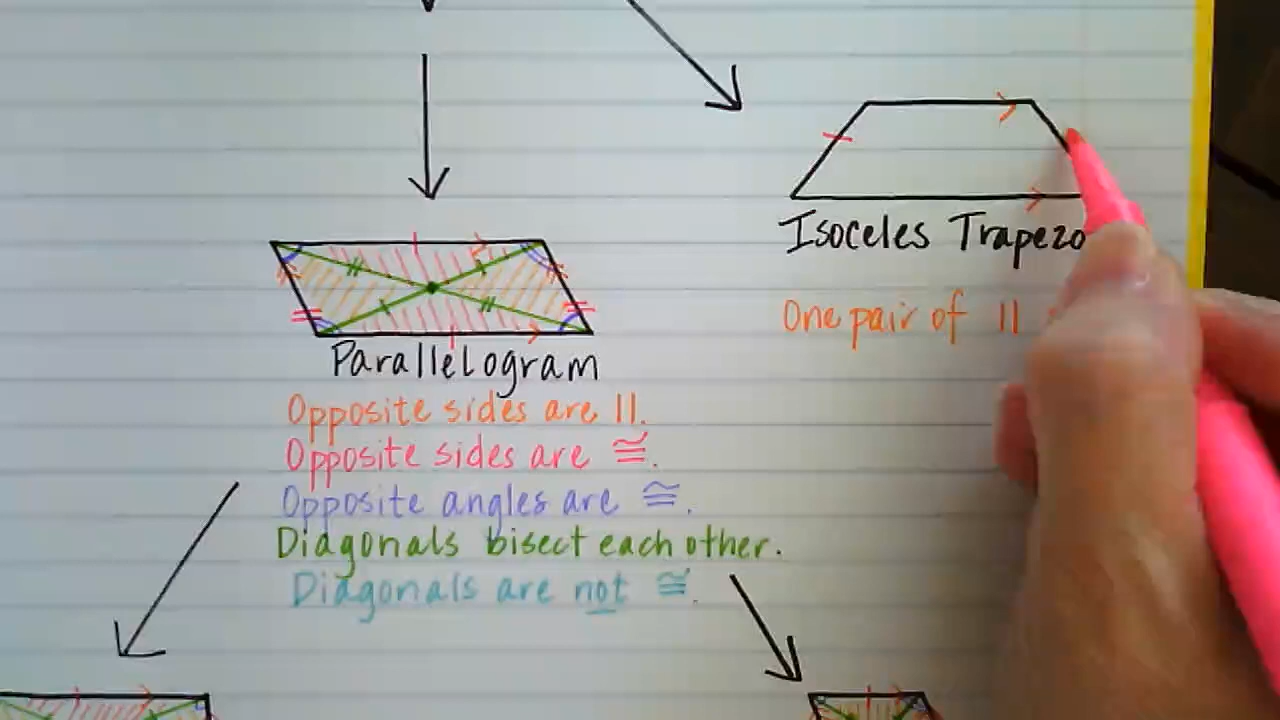 Isoceles Trapezo
One pair of ||
Parallelogram
Opposite sides are ||.
Opposite sides are ≅.
Opposite angles are ≅.
Diagonals bisect each other.
Diagonals are not ≅.